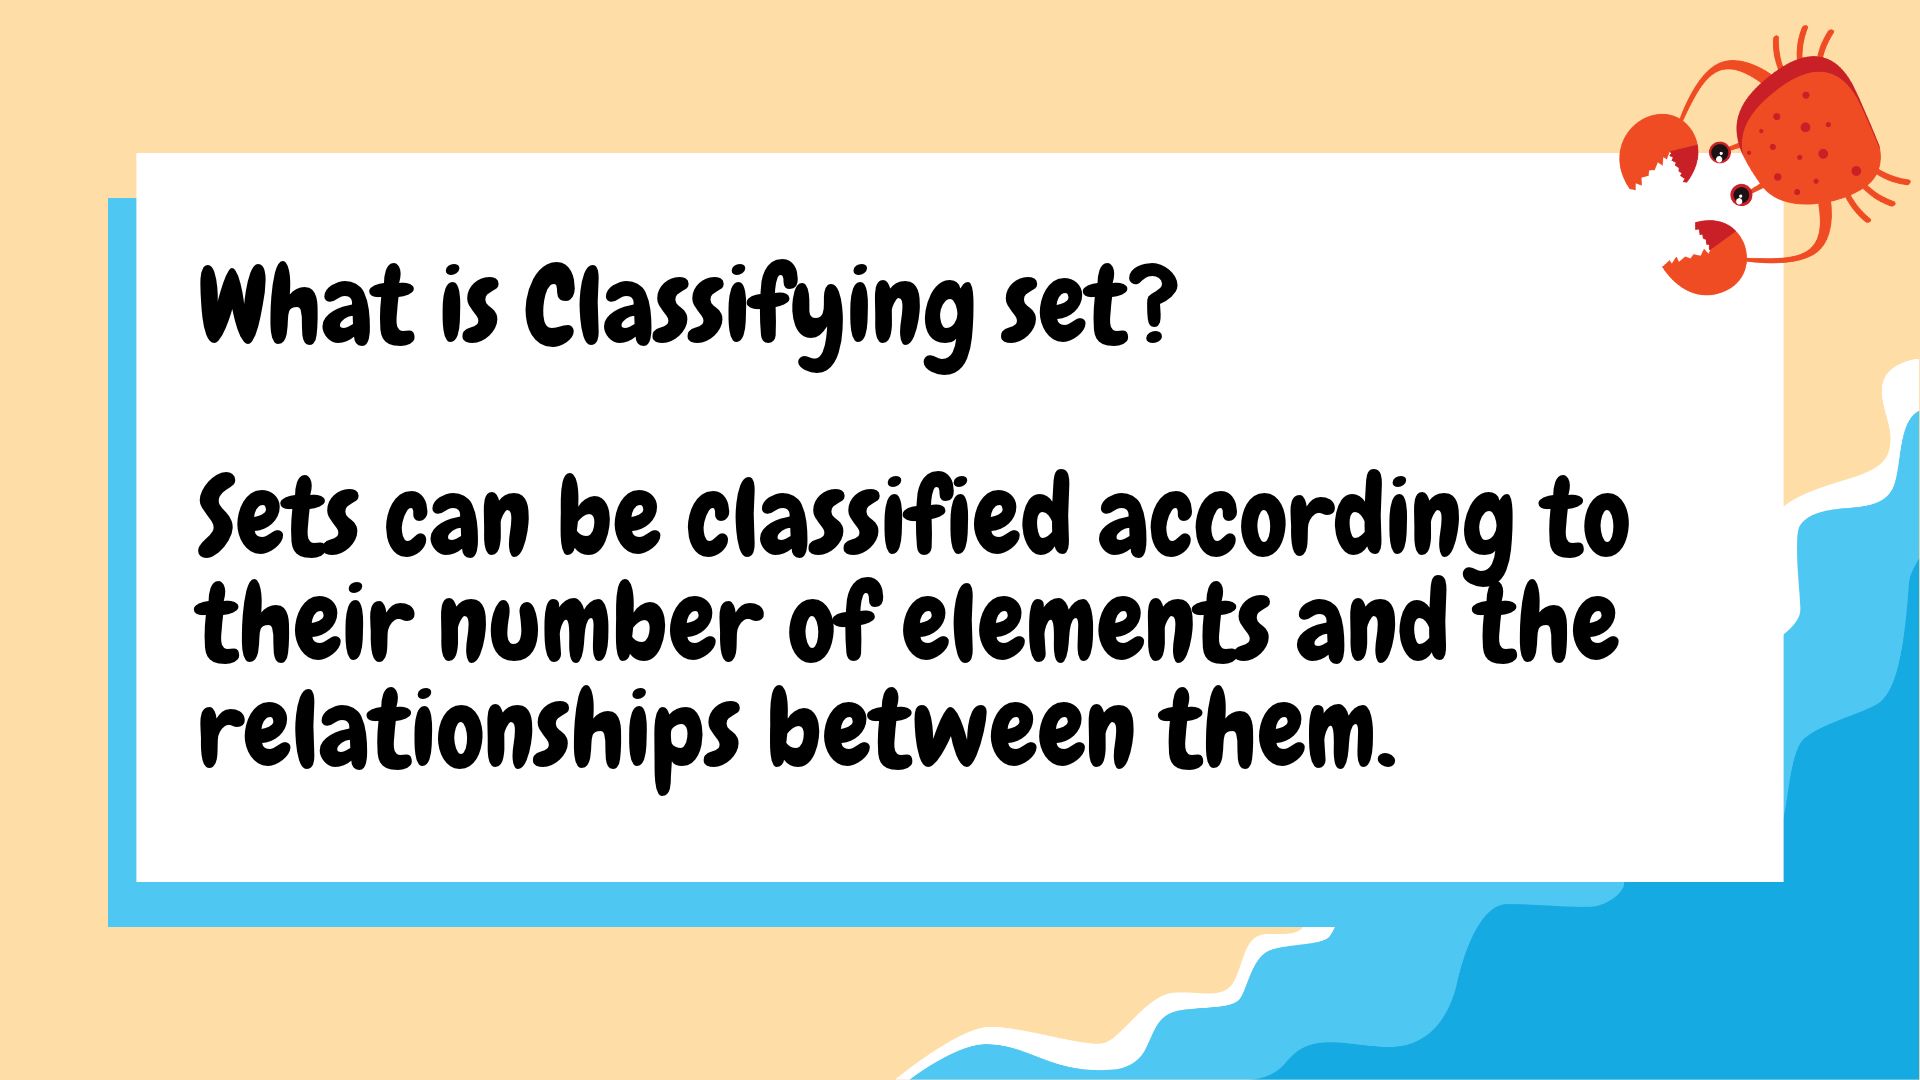 What is Classifying set?
Sets can be classified according to
their number of elements and the
relationships between them.